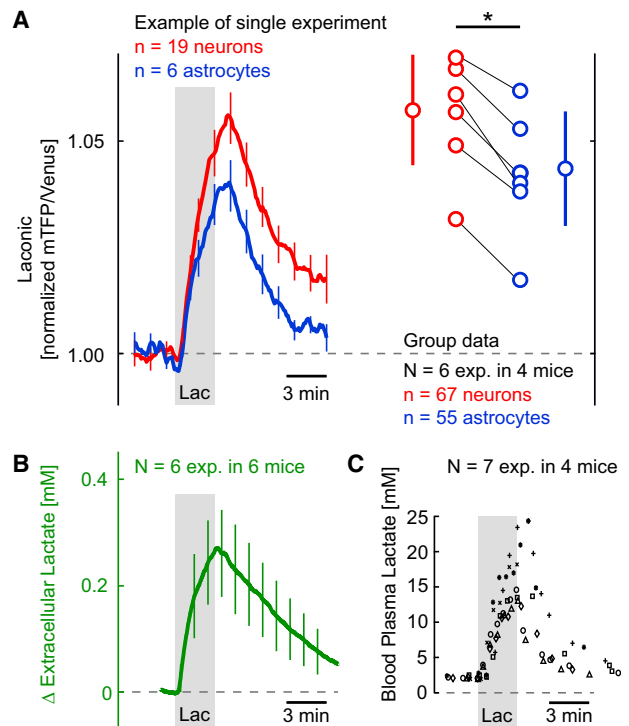 A
Example of single experiment
n = 19 neurons
n = 6 astrocytes
*
1.05
1.00
Laconic
[normalized mTFP/Venus]
Lac
3 min
Group data
N = 6 exp. in 4 mice
n = 67 neurons
n = 55 astrocytes
B
N = 6 exp. in 6 mice
0.4
0.2
0
Δ Extracellular Lactate [mM]
Lac
3 min
C
N = 7 exp. in 4 mice
25
20
15
10
5
0
Blood Plasma Lactate [mM]
Lac
3 min